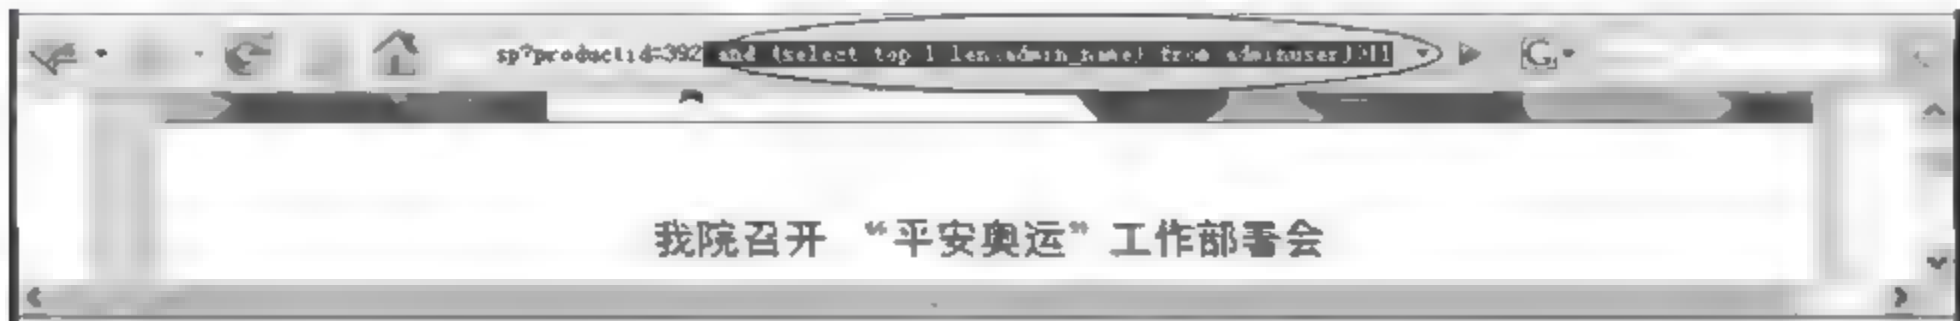 sp?productid=392 and (select top 1 len(admin_name) from adminuser)>11
我院召开 “平安奥运” 工作部署会